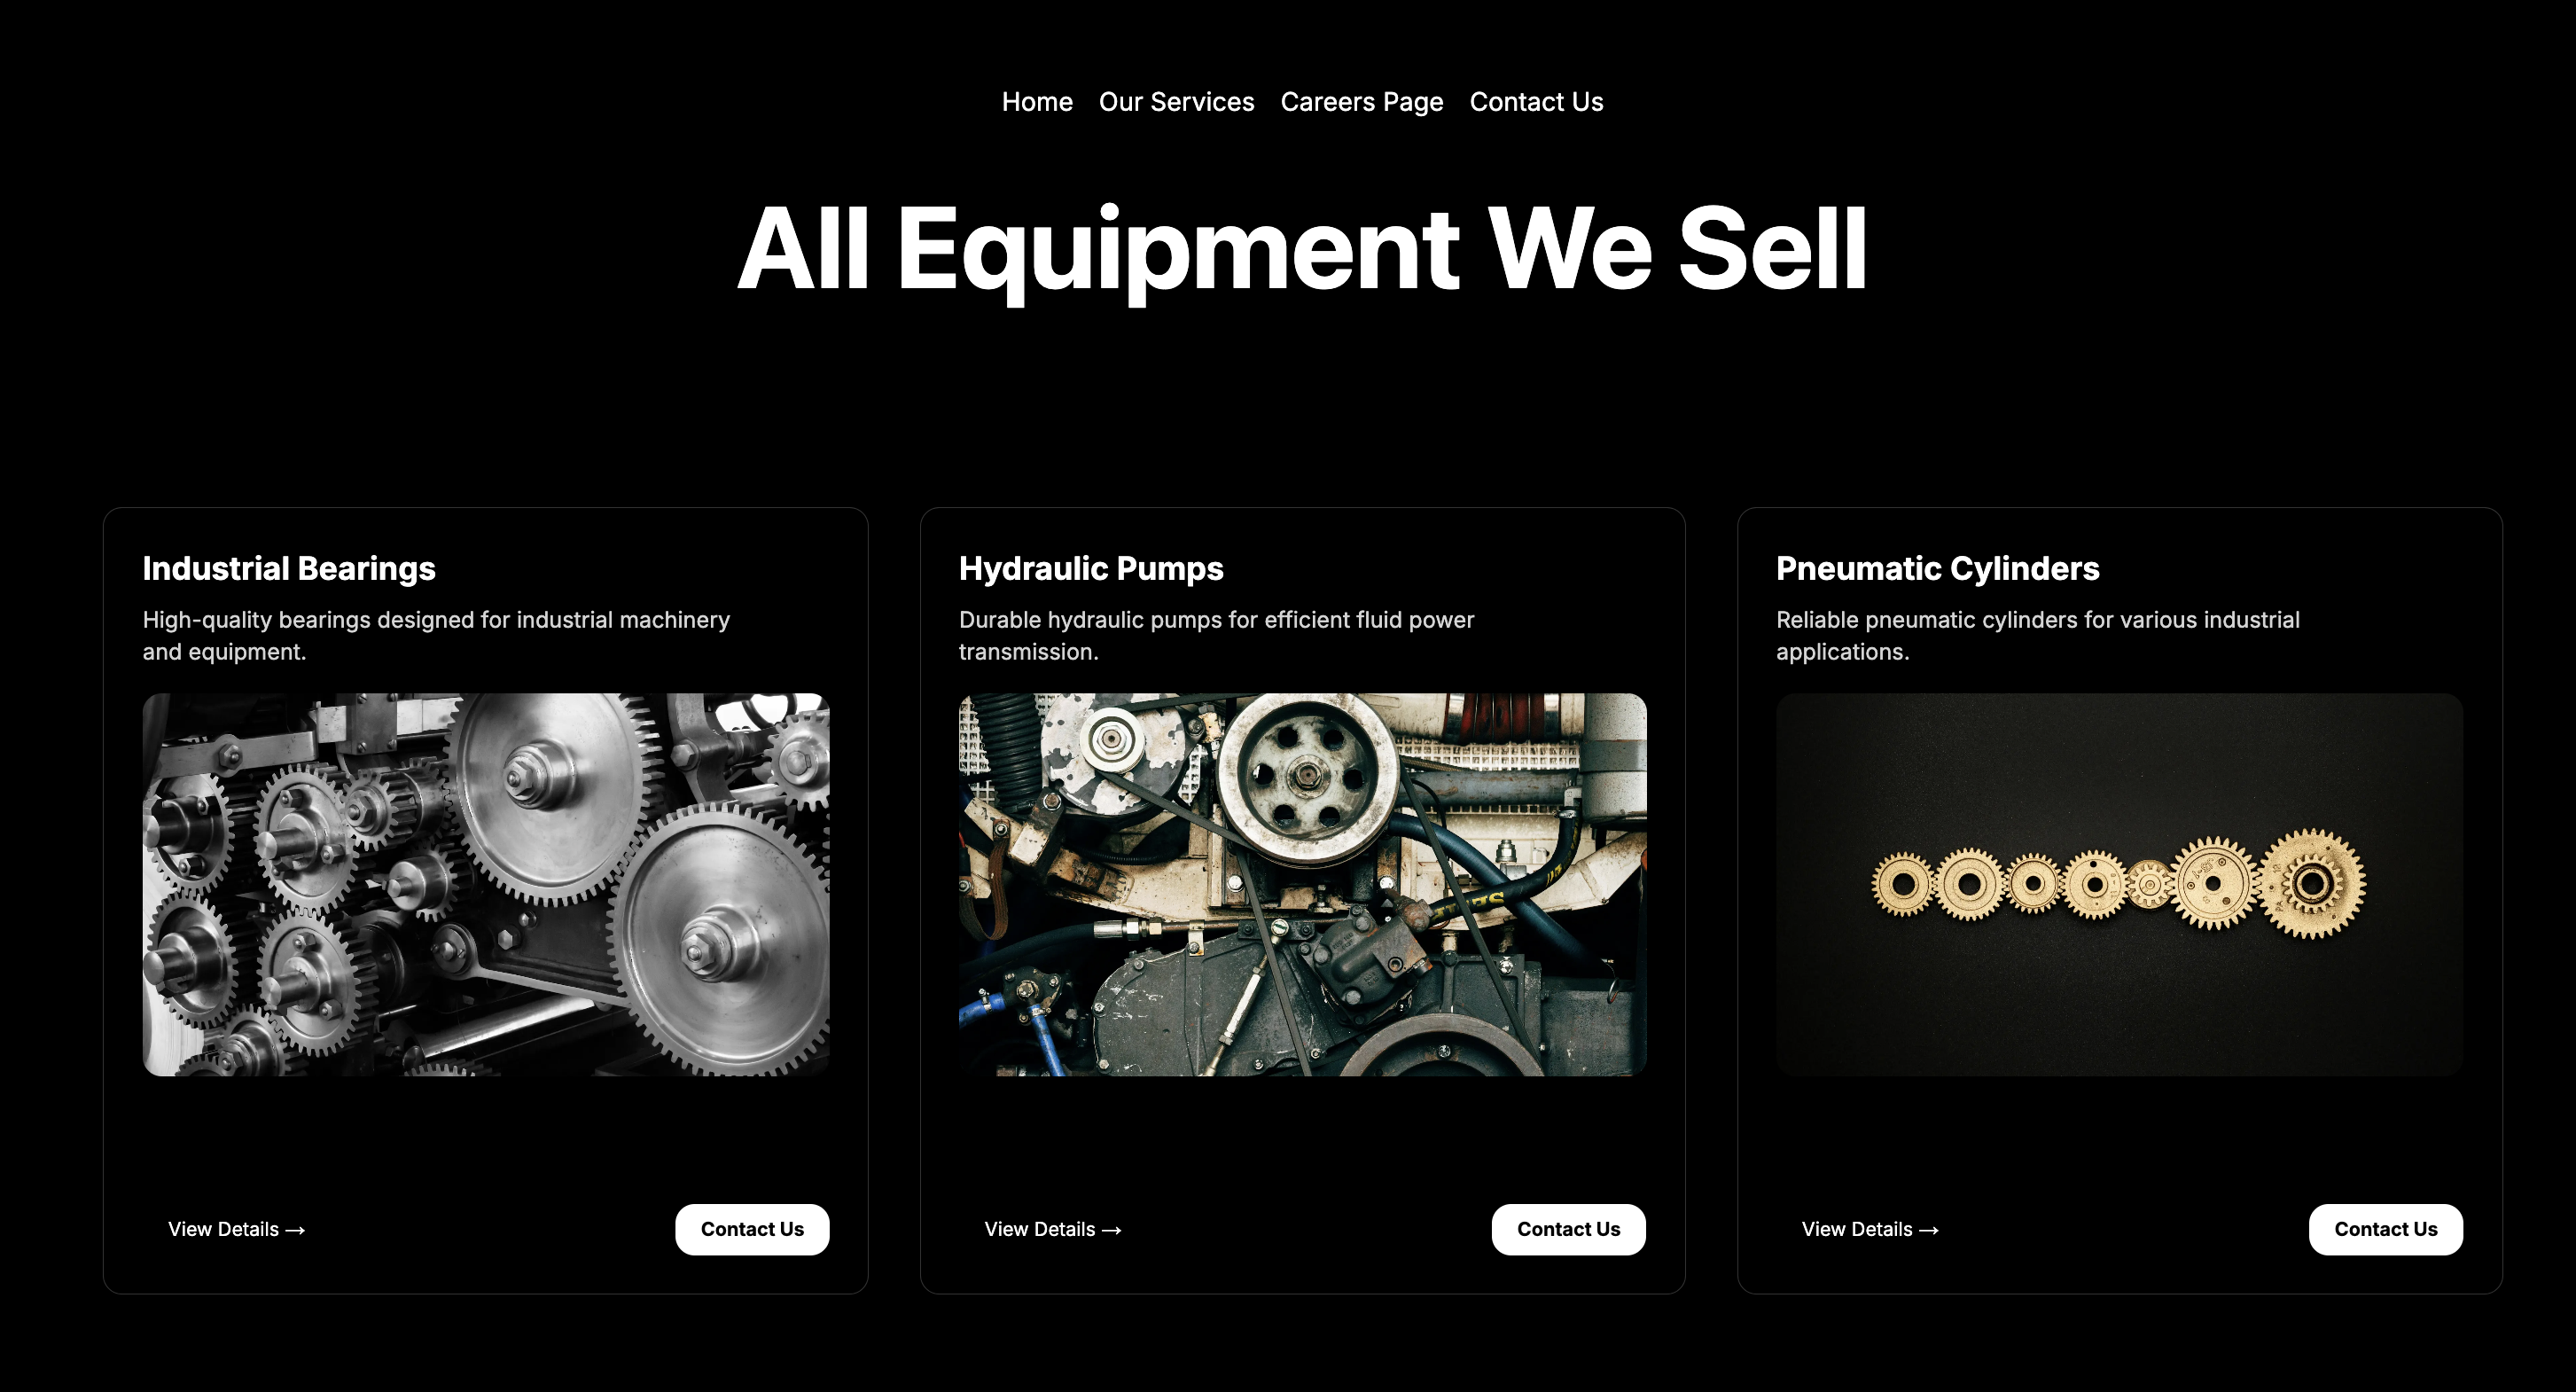 Home Our Services Careers Page Contact Us
All Equipment We Sell
Industrial Bearings
High-quality bearings designed for industrial machinery
and equipment.
View Details →
Contact Us
Hydraulic Pumps
Durable hydraulic pumps for efficient fluid power
transmission.
View Details →
Contact Us
Pneumatic Cylinders
Reliable pneumatic cylinders for various industrial
applications.
View Details →
Contact Us